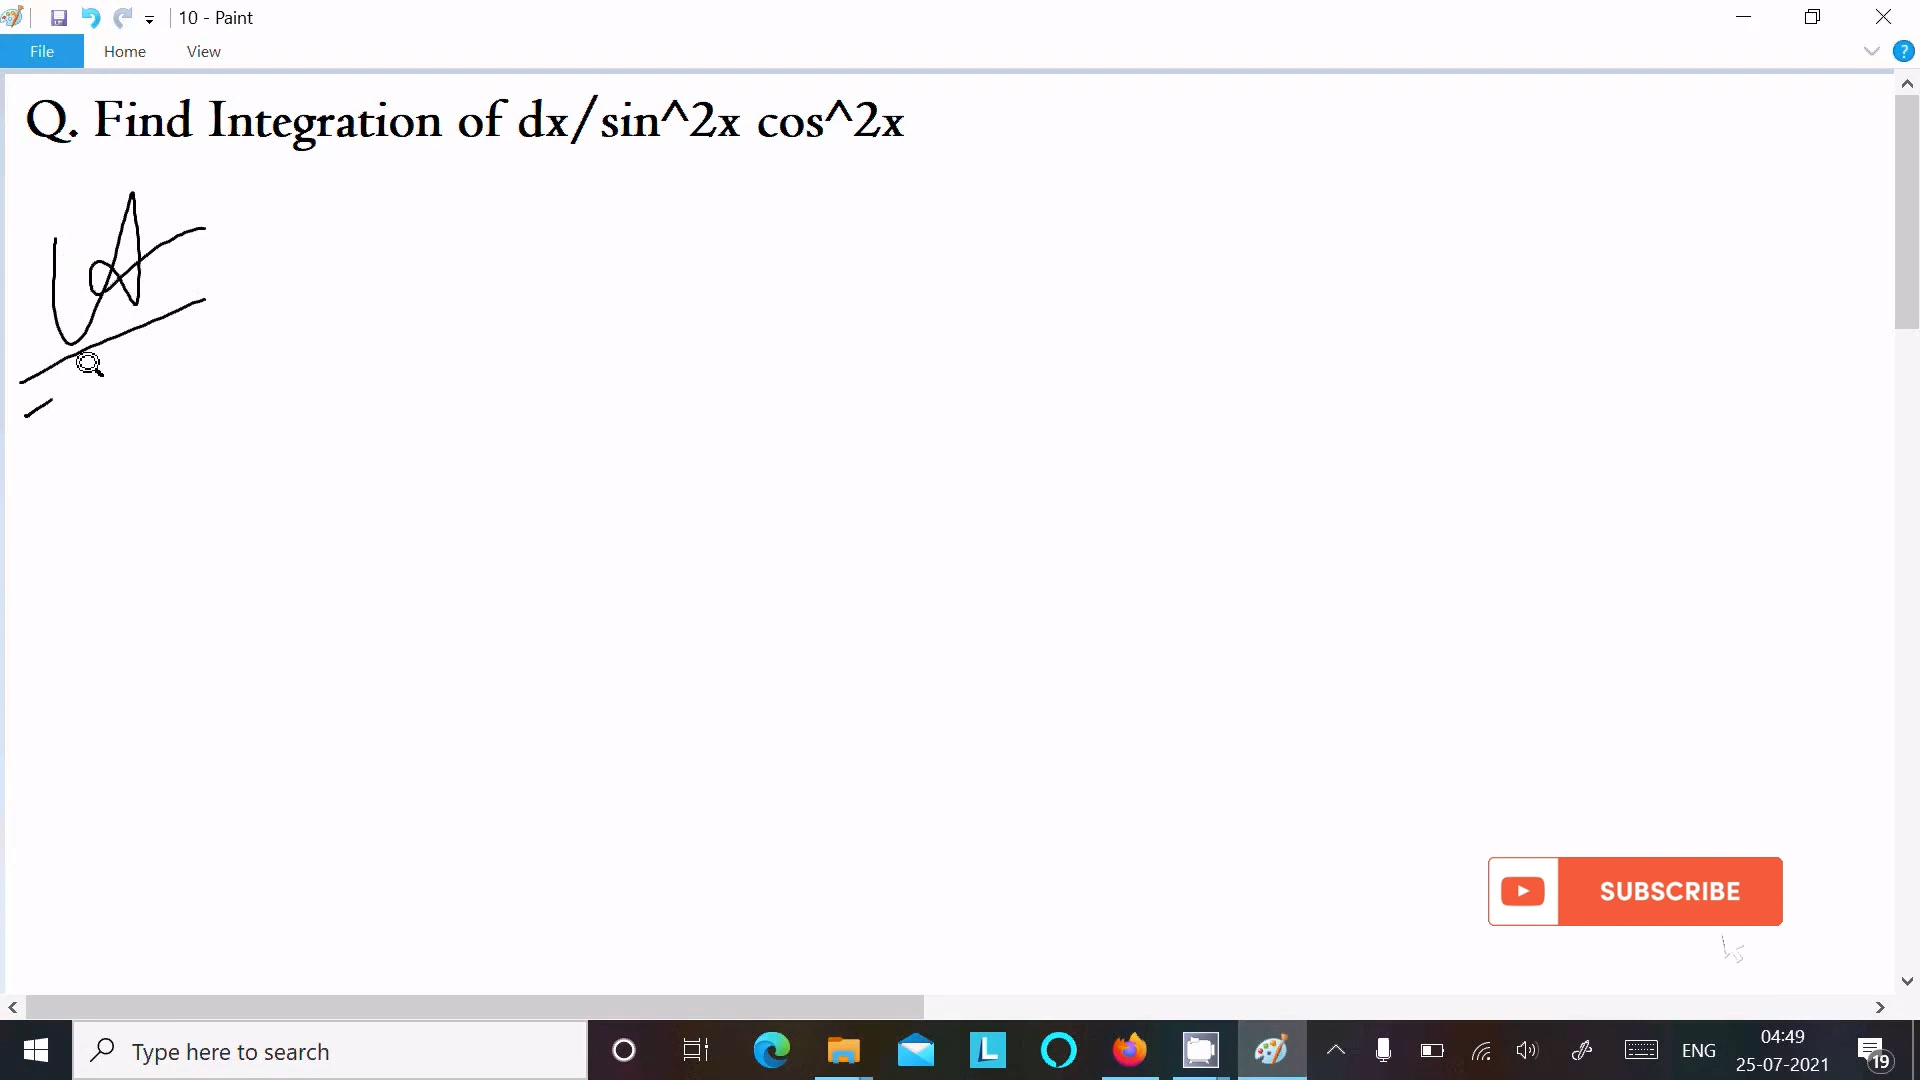 10 - Paint
File Home View
Q. Find Integration of dx/sin^2x cos^2x
SUBSCRIBE
Type here to search
ENG
04:49
25-07-2021
19